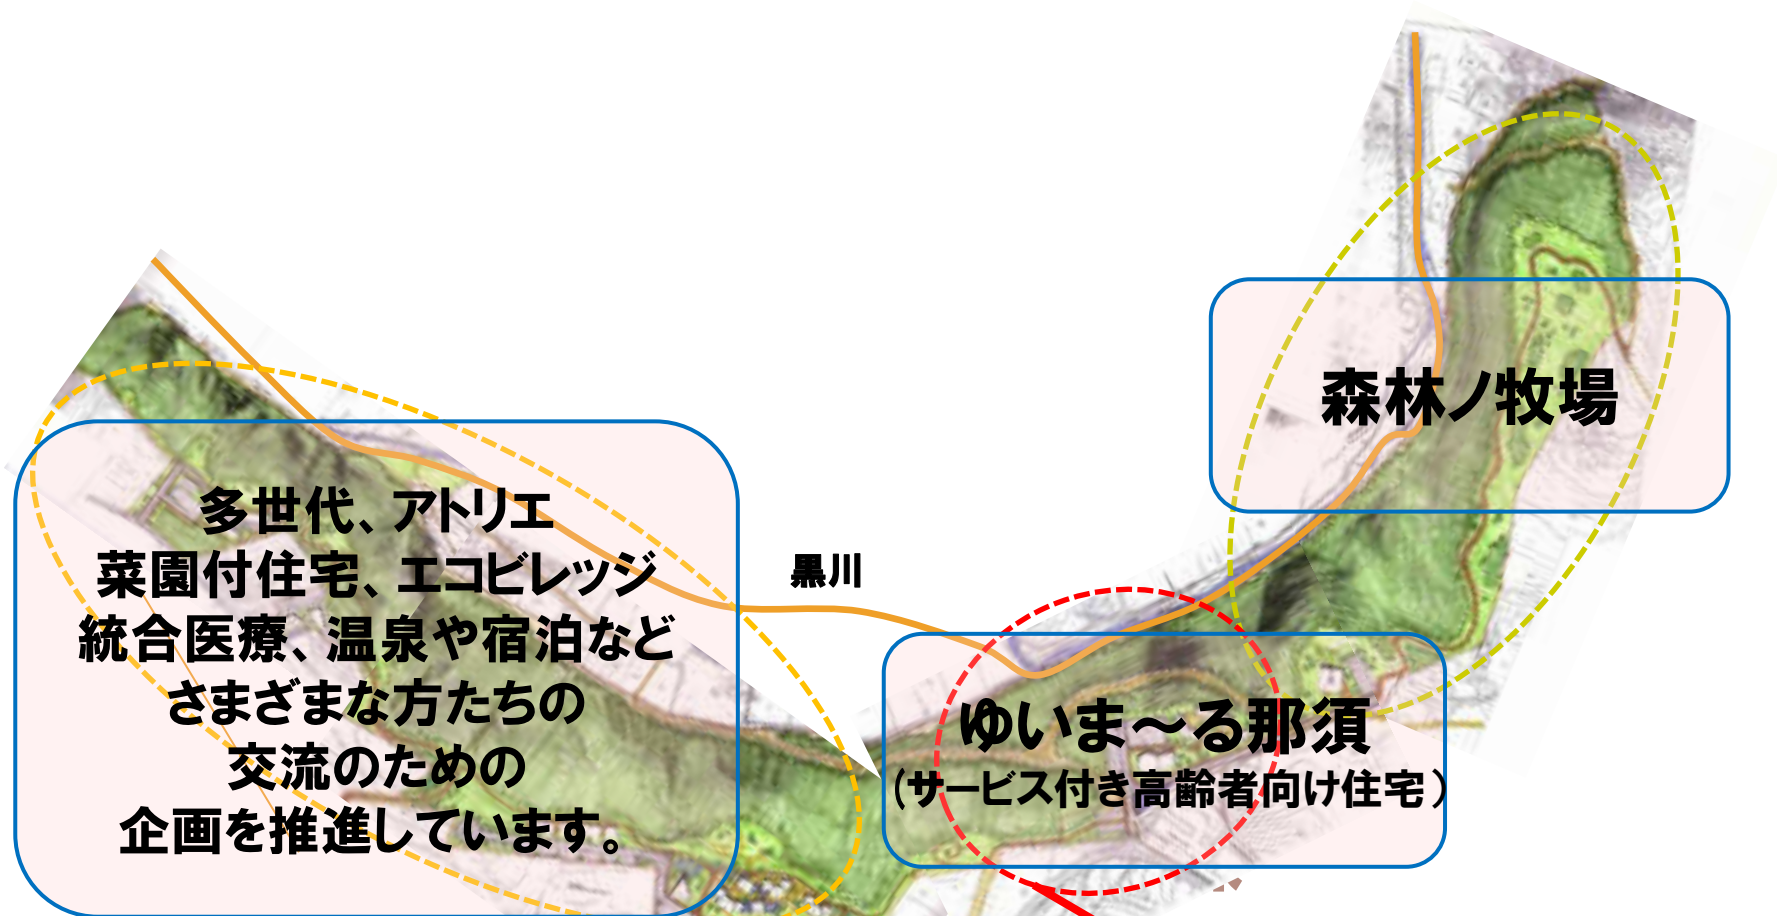 森林ノ牧場
多世代、アトリエ
菜園付住宅、エコビレッジ
統合医療、温泉や宿泊など
さまざまな方たちの
交流のための
企画を推進しています。
黒川
ゆいま～る那須
(サービス付き高齢者向け住宅)